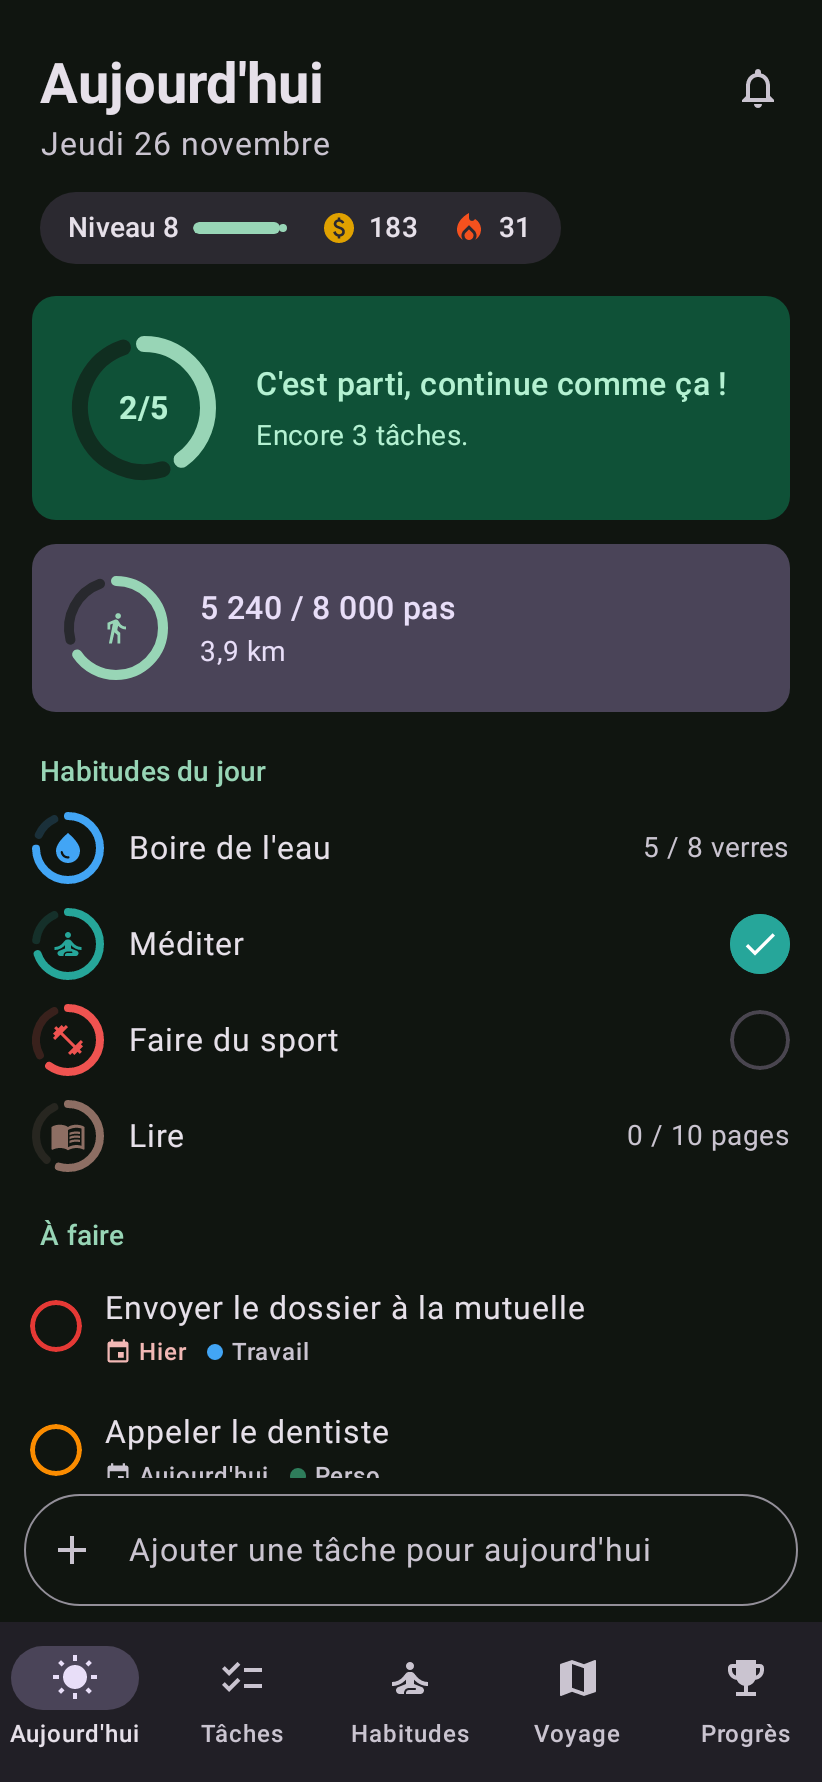 Aujourd'hui
Jeudi 26 novembre
Niveau 8 183 31
2/5
C'est parti, continue comme ça !
Encore 3 tâches.
5 240 / 8 000 pas
3,9 km
Habitudes du jour
Boire de l'eau 5 / 8 verres
Méditer
Faire du sport
Lire 0 / 10 pages
À faire
Envoyer le dossier à la mutuelle
Hier Travail
Appeler le dentiste
Aujourd'hui Perso
Ajouter une tâche pour aujourd'hui
Aujourd'hui Tâches Habitudes Voyage Progrès